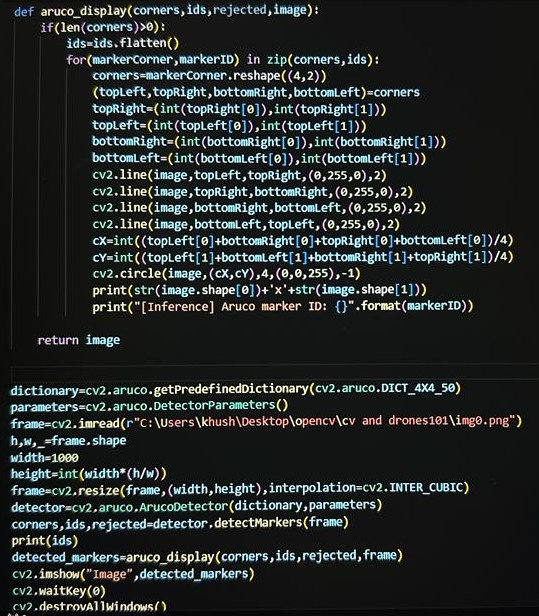 def aruco_display(corners,ids,rejected,image):
    if(len(corners)>0):
        ids=ids.flatten()
        for(markerCorner,markerID) in zip(corners,ids):
            corners=markerCorner.reshape((4,2))
            (topLeft,topRight,bottomRight,bottomLeft)=corners
            topRight=(int(topRight[0]),int(topRight[1]))
            topLeft=(int(topLeft[0]),int(topLeft[1]))
            bottomRight=(int(bottomRight[0]),int(bottomRight[1]))
            bottomLeft=(int(bottomLeft[0]),int(bottomLeft[1]))
            cv2.line(image,topLeft,topRight,(0,255,0),2)
            cv2.line(image,topRight,bottomRight,(0,255,0),2)
            cv2.line(image,bottomRight,bottomLeft,(0,255,0),2)
            cv2.line(image,bottomLeft,topLeft,(0,255,0),2)
            cX=int((topLeft[0]+bottomRight[0]+topRight[0]+bottomLeft[0])/4)
            cY=int((topLeft[1]+bottomLeft[1]+bottomRight[1]+topRight[1])/4)
            cv2.circle(image,(cX,cY),4,(0,0,255),-1)
            print(str(image.shape[0])+'x'+str(image.shape[1]))
            print("[Inference] Aruco marker ID: {}".format(markerID))
    return image
dictionary=cv2.aruco.getPredefinedDictionary(cv2.aruco.DICT_4X4_50)
parameters=cv2.aruco.DetectorParameters()
frame=cv2.imread(r"C:\Users\khush\Desktop\opencv\cv and drones101\img0.png")
h,w,_=frame.shape
width=1000
height=int(width*(h/w))
frame=cv2.resize(frame,(width,height),interpolation=cv2.INTER_CUBIC)
detector=cv2.aruco.ArucoDetector(dictionary,parameters)
corners,ids,rejected=detector.detectMarkers(frame)
print(ids)
detected_markers=aruco_display(corners,ids,rejected,frame)
cv2.imshow("Image",detected_markers)
cv2.waitKey(0)
cv2.destroyAllWindows()